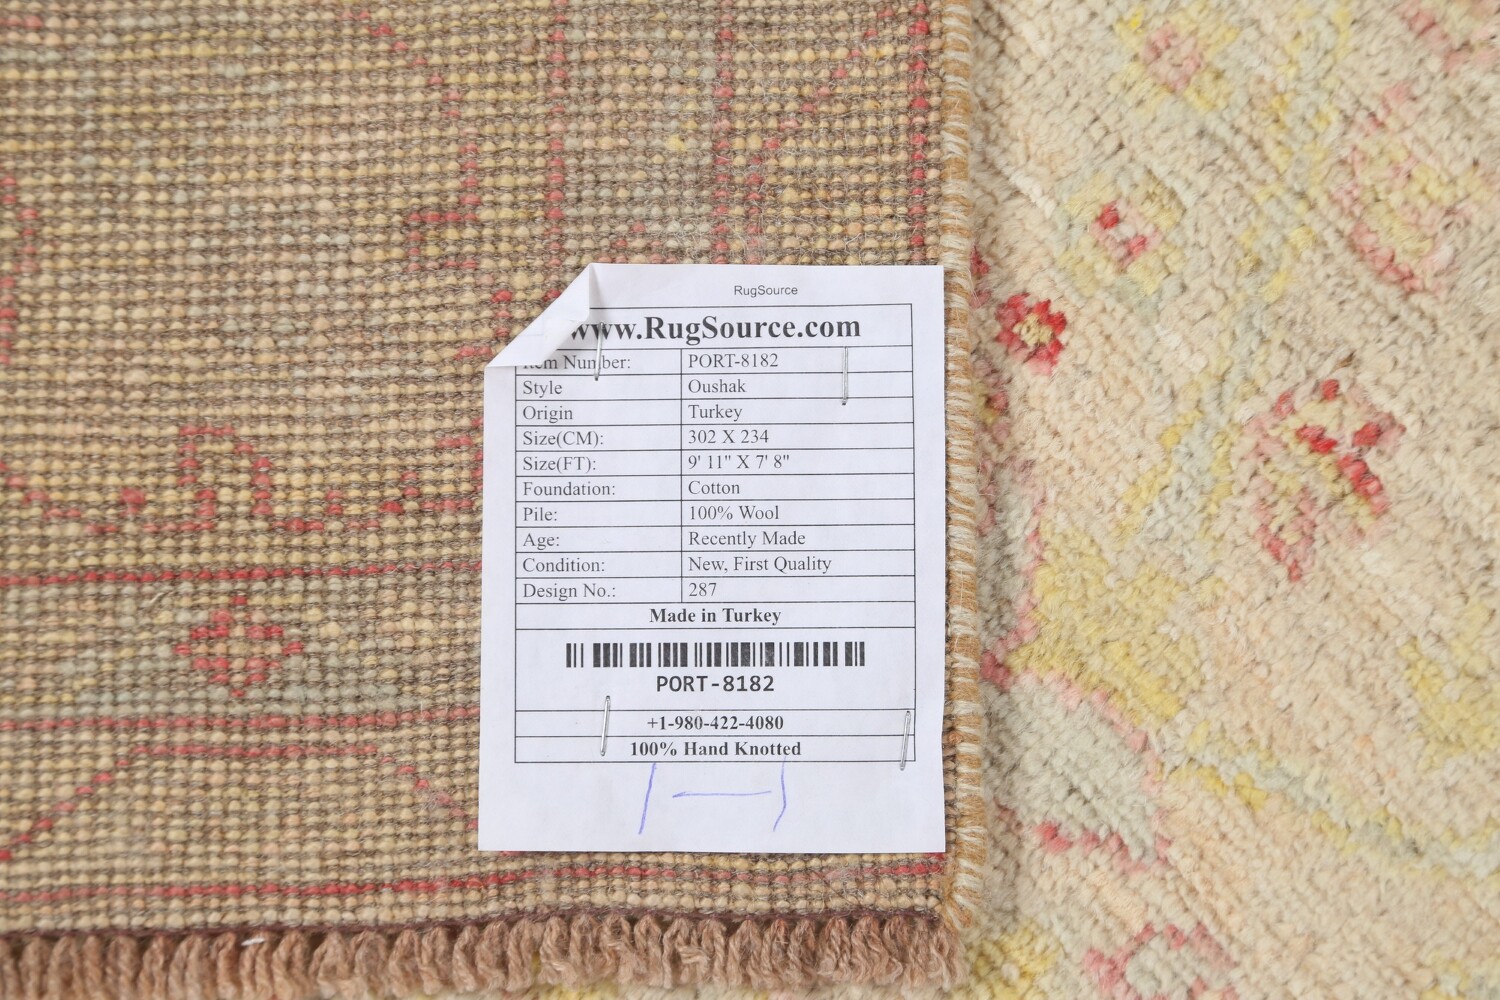 RugSource
www.RugSource.com
Item Number: PORT-8182
Style Oushak
Origin Turkey
Size(CM): 302 X 234
Size(FT): 9' 11" X 7' 8"
Foundation: Cotton
Pile: 100% Wool
Age: Recently Made
Condition: New, First Quality
Design No.: 287
Made in Turkey
PORT-8182
+1-980-422-4080
100% Hand Knotted